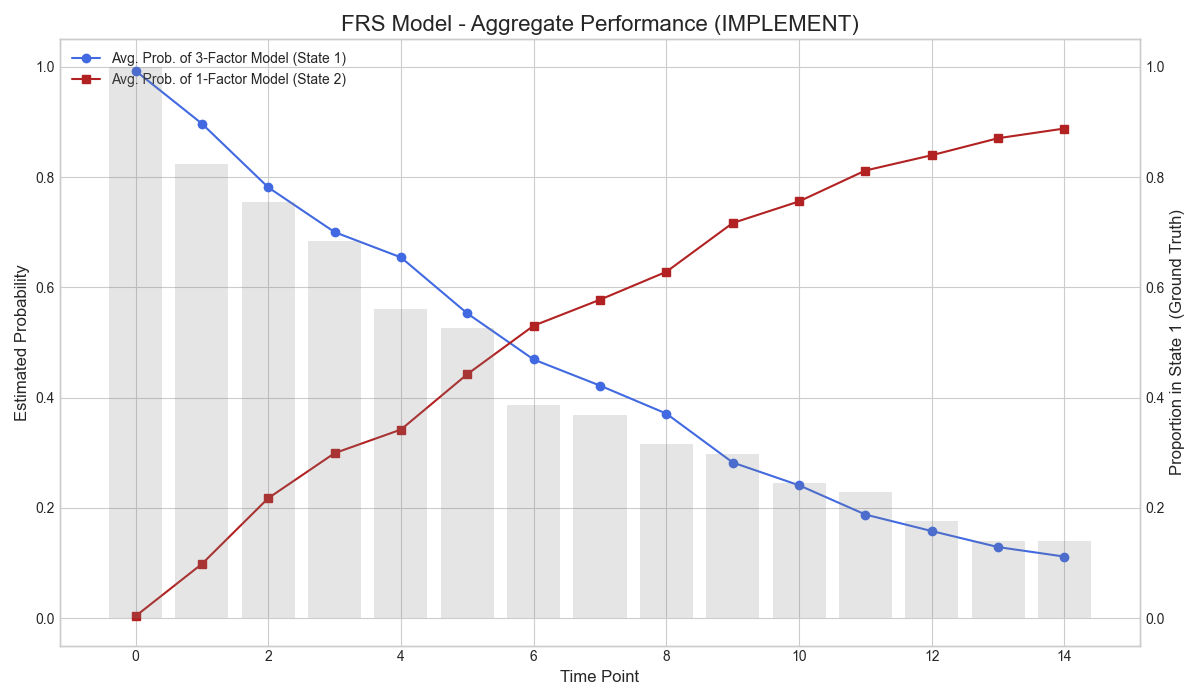 FRS Model - Aggregate Performance (IMPLEMENT)
Avg. Prob. of 3-Factor Model (State 1)
Avg. Prob. of 1-Factor Model (State 2)
Estimated Probability
1.0
0.8
0.6
0.4
0.2
0.0
1.0
0.8
0.6
0.4
0.2
0.0
Proportion in State 1 (Ground Truth)
0 2 4 6 8 10 12 14
Time Point